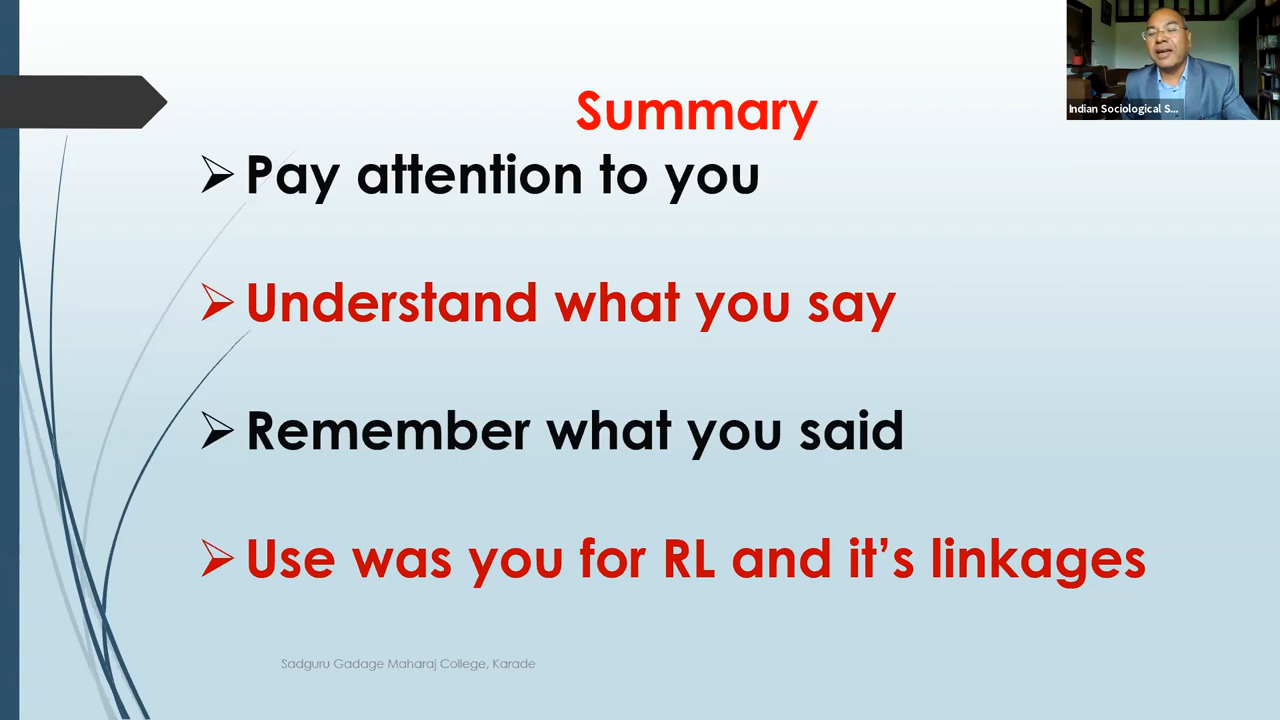 Indian Sociological S...
Summary
Pay attention to you
Understand what you say
Remember what you said
Use was you for RL and it’s linkages
Sadguru Gadage Maharaj College, Karade